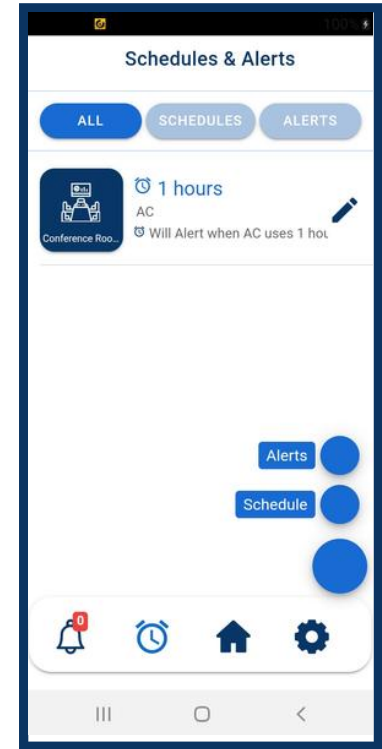 100%
Schedules & Alerts
ALL
SCHEDULES
ALERTS
1 hours
Conference Roo...
AC
Will Alert when AC uses 1 hou
Alerts
Schedule
0